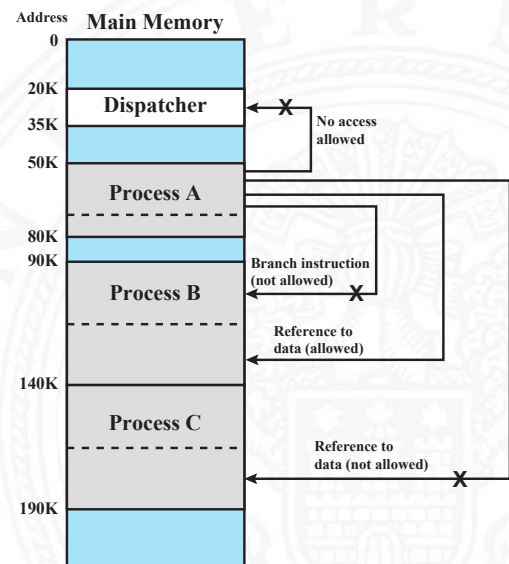 Address
Main Memory
0
20K
Dispatcher
35K
No access
allowed
50K
Process A
80K
90K
Branch instruction
(not allowed)
Process B
X
X
Reference to
data (allowed)
140K
Process C
Reference to
data (not allowed)
X
190K